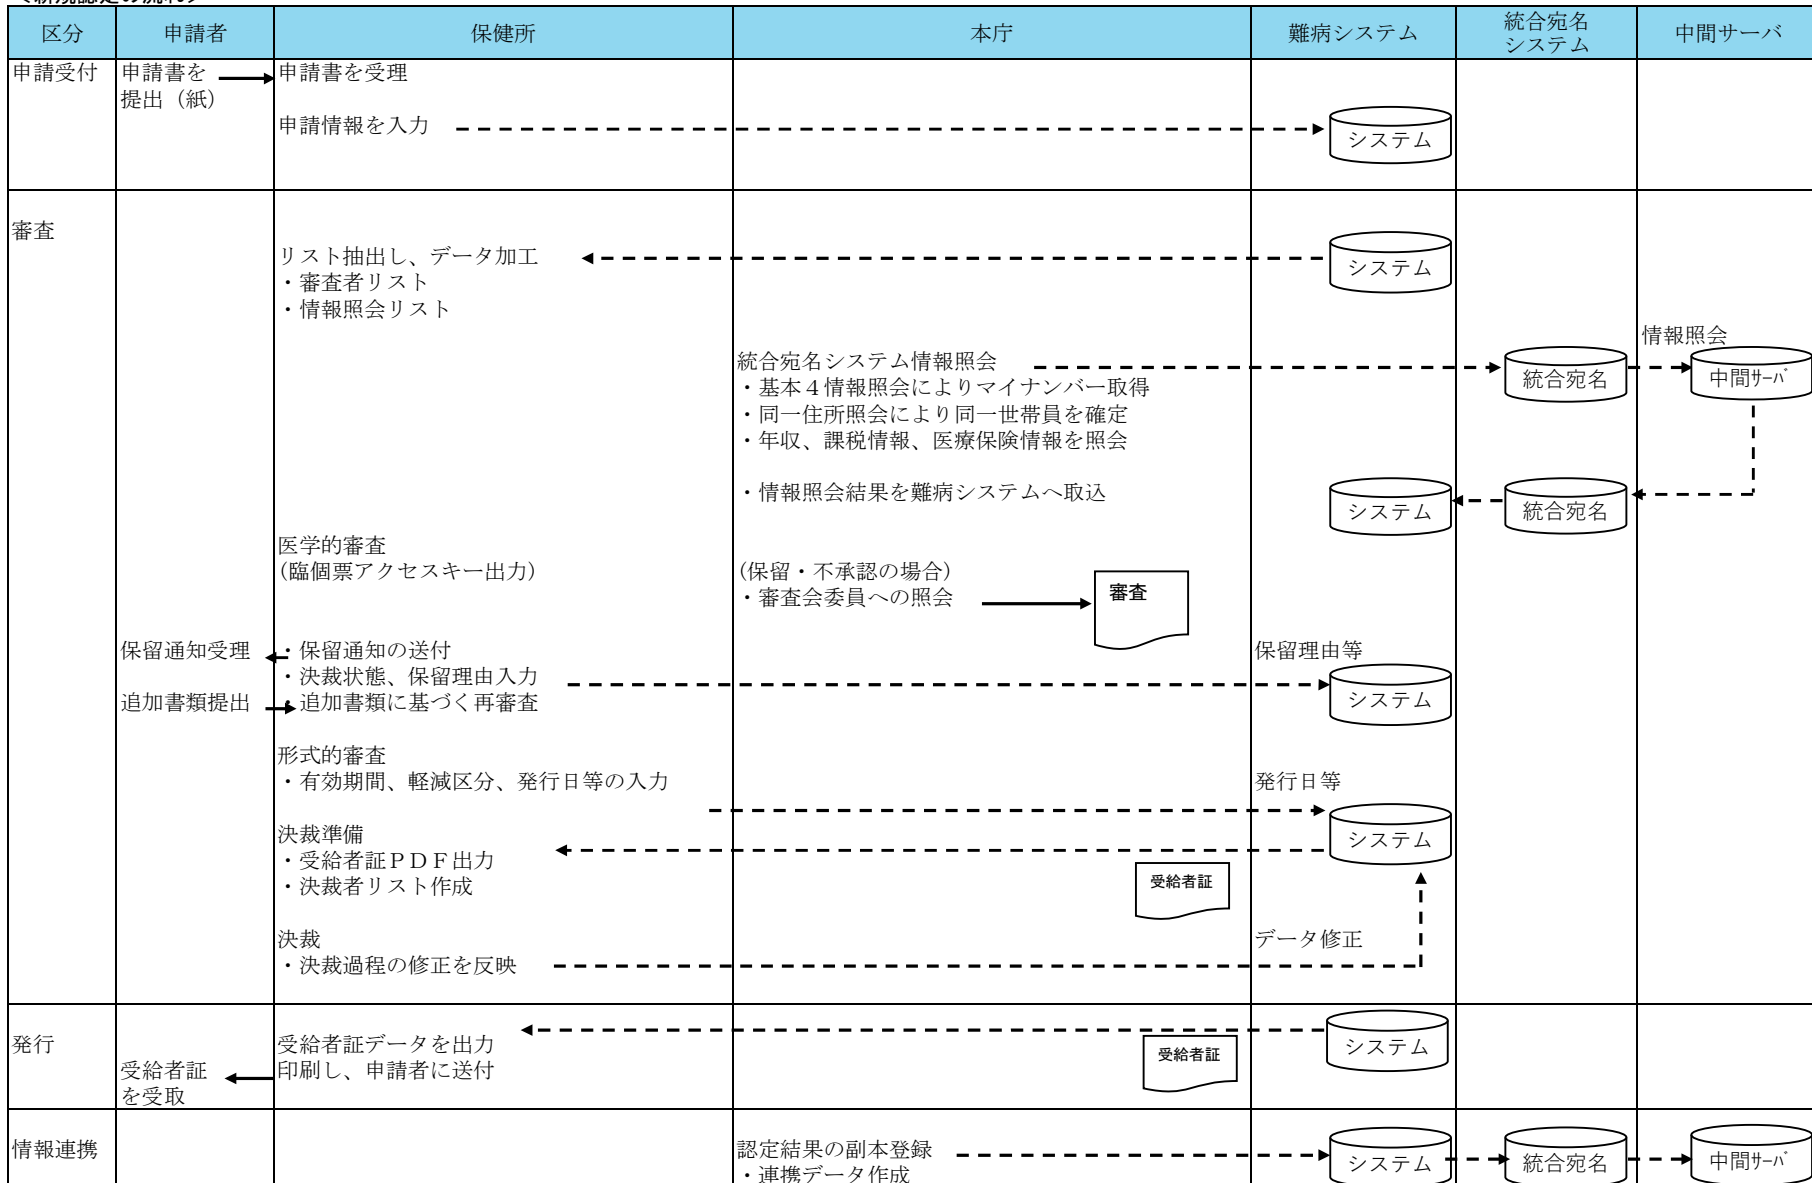 <新規認定の流れ>
区分
申請者
保健所
本庁
難病システム
統合宛名
システム
中間サーバ
申請受付
申請書を
提出（紙）
申請書を受理
申請情報を入力
システム
審査
リスト抽出し、データ加工
・審査者リスト
・情報照会リスト
システム
情報照会
統合宛名システム情報照会
・基本４情報照会によりマイナンバー取得
・同一住所照会により同一世帯員を確定
・年収、課税情報、医療保険情報を照会
統合宛名
中間ｻｰﾊﾞ
・情報照会結果を難病システムへ取込
システム
統合宛名
医学的審査
(臨個票アクセスキー出力)
(保留・不承認の場合)
・審査会委員への照会
審査
保留通知受理
・保留通知の送付
・決裁状態、保留理由入力
保留理由等
追加書類提出
・追加書類に基づく再審査
システム
形式的審査
・有効期間、軽減区分、発行日等の入力
発行日等
システム
決裁準備
・受給者証ＰＤＦ出力
・決裁者リスト作成
受給者証
決裁
・決裁過程の修正を反映
データ修正
発行
受給者証データを出力
印刷し、申請者に送付
受給者証
システム
受給者証
を受取
情報連携
認定結果の副本登録
・連携データ作成
システム
統合宛名
中間ｻｰﾊﾞ